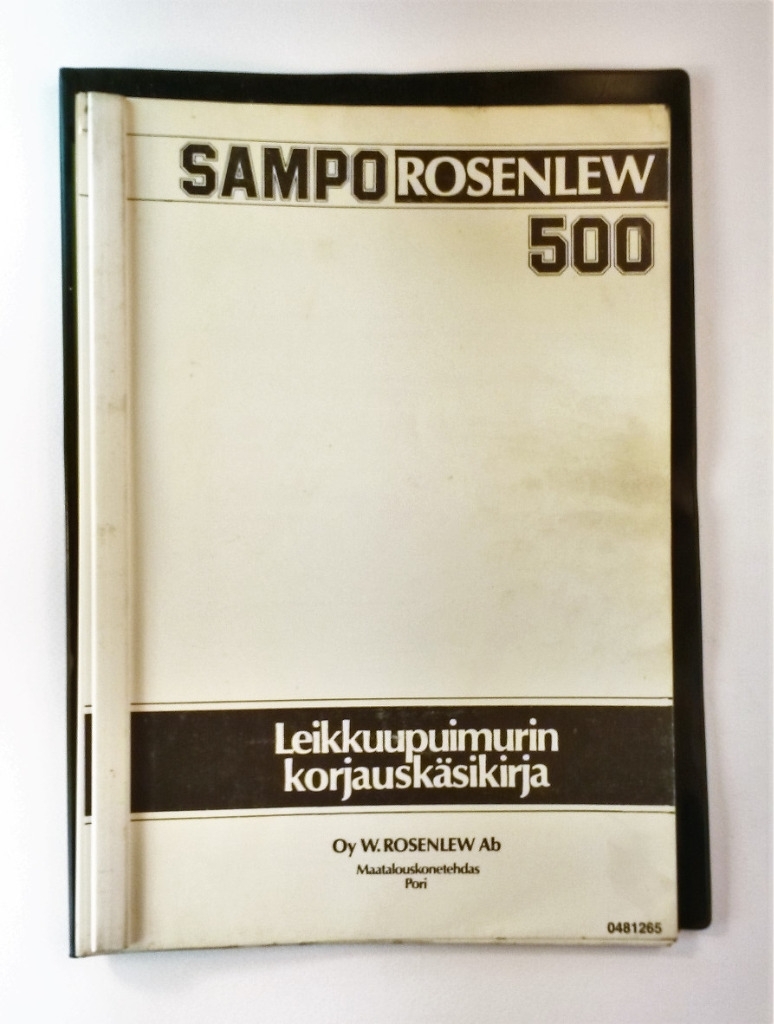 SAMPO ROSENLEW
500
Leikkuupuimurin
korjauskäsikirja
Oy W. ROSENLEW Ab
Maatalouskonetehdas
Pori
0481265